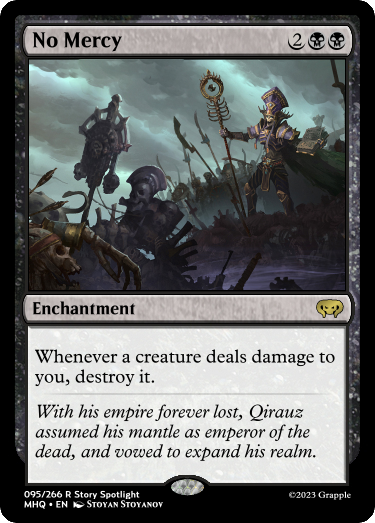 No Mercy 2
Enchantment
Whenever a creature deals damage to
you, destroy it.
With his empire forever lost, Qirauz
assumed his mantle as emperor of the
dead, and vowed to expand his realm.
095/266 R Story Spotlight
MHQ • EN Stoyan Stoyanov ©2023 Grapple